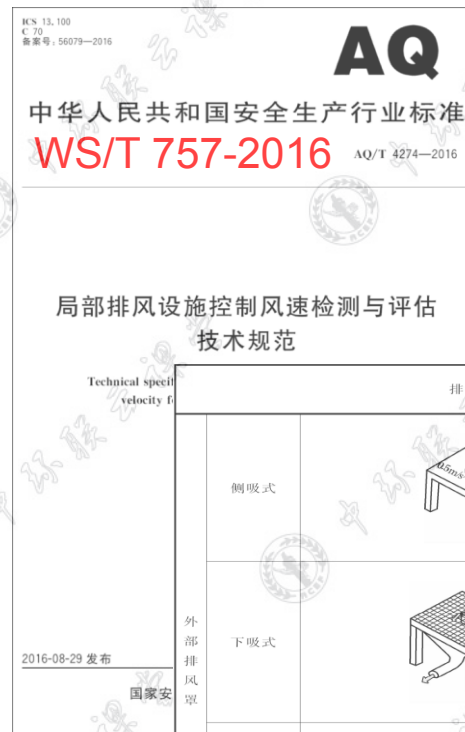 ICS 13.100
C 70
备案号:56079—2016
AQ
中华人民共和国安全生产行业标准
WS/T 757-2016
AQ/T 4274—2016
局部排风设施控制风速检测与评估
技术规范
Technical specif
velocity f
排
侧吸式
0.5m/s
外部排风罩
下吸式
2016-08-29 发布
国家安